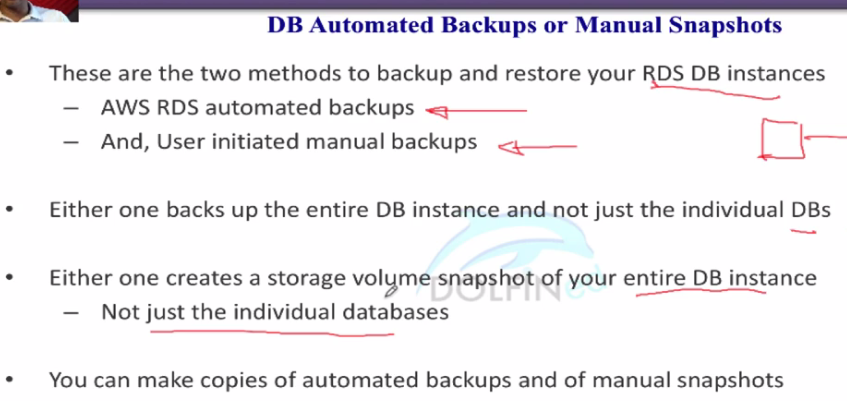 DB Automated Backups or Manual Snapshots
• These are the two methods to backup and restore your RDS DB instances
– AWS RDS automated backups
– And, User initiated manual backups
• Either one backs up the entire DB instance and not just the individual DBs
• Either one creates a storage volume snapshot of your entire DB instance
– Not just the individual databases
DOLFIN
• You can make copies of automated backups and of manual snapshots